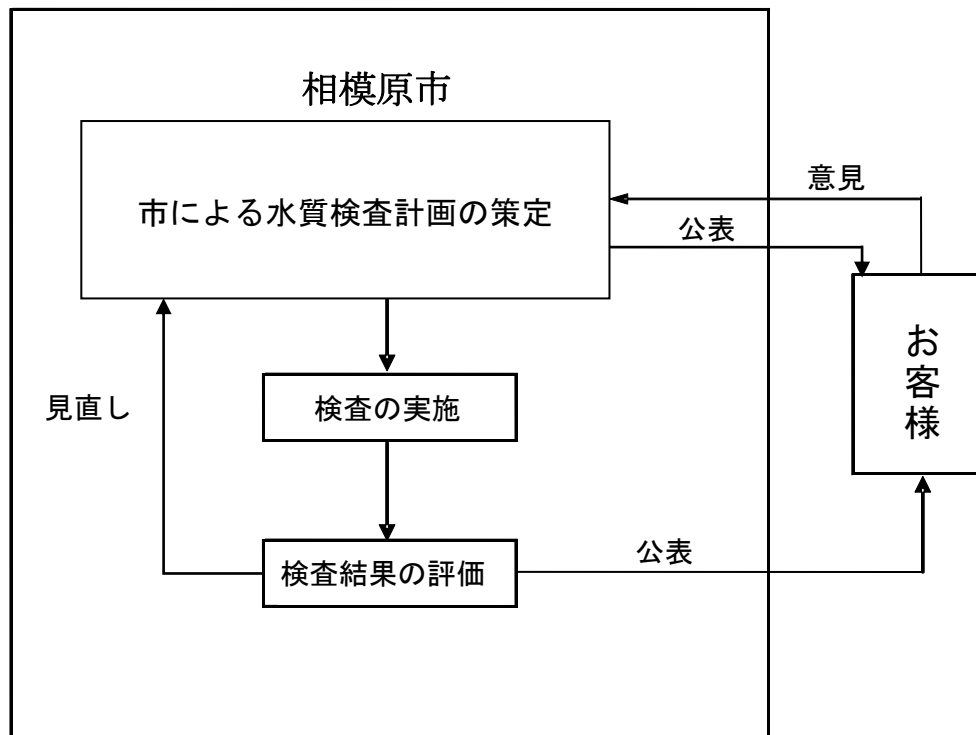 相模原市
市による水質検査計画の策定
意見
公表
お客様
検査の実施
見直し
検査結果の評価
公表